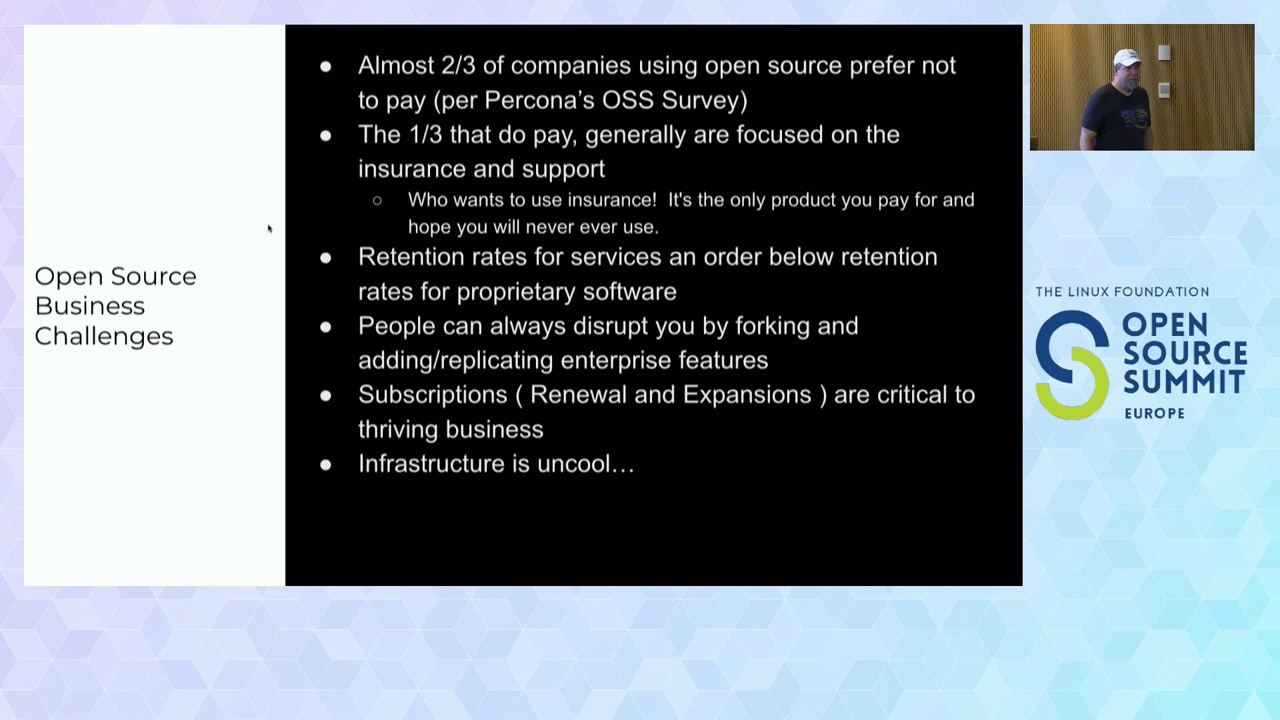 Open Source
Business
Challenges
● Almost 2/3 of companies using open source prefer not
to pay (per Percona’s OSS Survey)
● The 1/3 that do pay, generally are focused on the
insurance and support
○ Who wants to use insurance!  It's the only product you pay for and
hope you will never ever use.
● Retention rates for services an order below retention
rates for proprietary software
● People can always disrupt you by forking and
adding/replicating enterprise features
● Subscriptions ( Renewal and Expansions ) are critical to
thriving business
● Infrastructure is uncool…
THE LINUX FOUNDATION
OPEN
SOURCE
SUMMIT
EUROPE